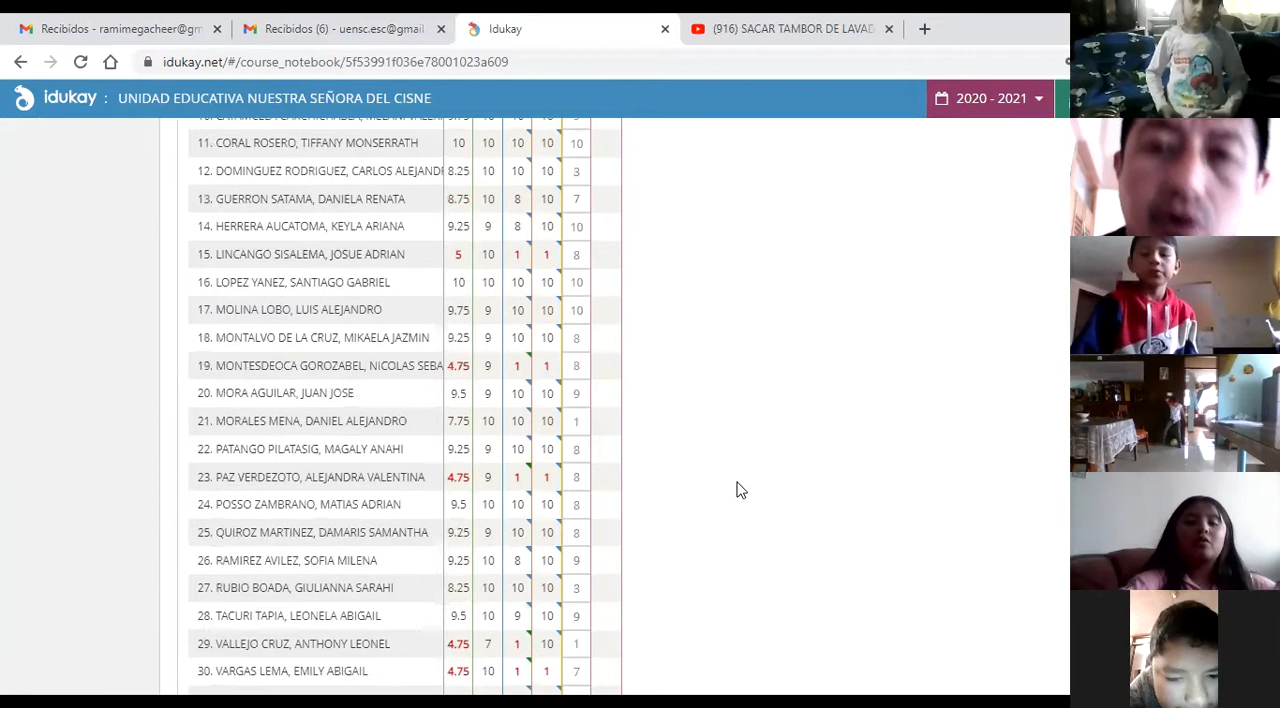 Recibidos - ramimegacheer@gm
Recibidos (6) - uensc.esc@gmail.
Idukay
(916) SACAR TAMBOR DE LAVAD
idukay.net/#/course_notebook/5f53991f03ce78001023a609
idukay : UNIDAD EDUCATIVA NUESTRA SEÑORA DEL CISNE
2020 - 2021
11. CORAL ROSERO, TIFFANY MONSERRATH 10 10 10 10 10
12. DOMINGUEZ RODRIGUEZ, CARLOS ALEJAND 8.25 10 10 10 3
13. GUERRON SATAMA, DANIELA RENATA 8.75 10 8 10 7
14. HERRERA AUCATOMA, KEYLA ARIANA 9.25 9 8 10 10
15. LINCANGO SISALEMA, JOSUE ADRIAN 5 10 1 1 8
16. LOPEZ YANEZ, SANTIAGO GABRIEL 10 10 10 10 10
17. MOLINA LOBO, LUIS ALEJANDRO 9.75 9 10 10 10
18. MONTALVO DE LA CRUZ, MIKAELA JAZMIN 9.25 9 10 10 8
19. MONTESDEOCA GOROZABEL, NICOLAS SEBA 4.75 9 1 1 8
20. MORA AGUILAR, JUAN JOSE 9.5 9 10 10 9
21. MORALES MENA, DANIEL ALEJANDRO 7.75 10 10 10 1
22. PATANGO PILATASIG, MAGALY ANAHI 9.25 9 10 10 8
23. PAZ VERDEZOTO, ALEJANDRA VALENTINA 4.75 9 1 1 8
24. POSSO ZAMBRANO, MATIAS ADRIAN 9.5 10 10 10 8
25. QUIROZ MARTINEZ, DAMARIS SAMANTHA 9.25 9 10 10 8
26. RAMIREZ AVILEZ, SOFIA MILENA 9.25 10 8 10 9
27. RUBIO BOADA, GIULIANNA SARAHI 8.25 10 10 10 3
28. TACURI TAPIA, LEONELA ABIGAIL 9.5 10 9 10 9
29. VALLEJO CRUZ, ANTHONY LEONEL 4.75 7 1 10 1
30. VARGAS LEMA, EMILY ABIGAIL 4.75 10 1 1 7